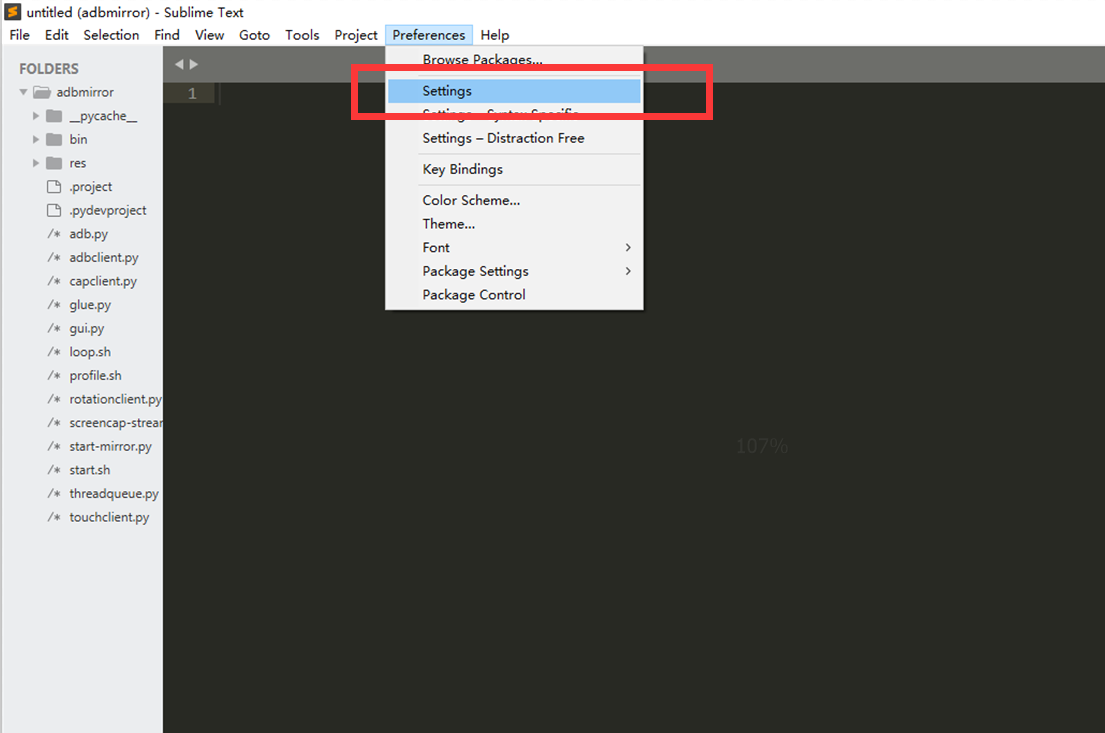 untitled (adbmirror) - Sublime Text
File Edit Selection Find View Goto Tools Project Preferences Help
Browse Packages...
Settings
Settings – Syntax Specific
Settings – Distraction Free
Key Bindings
Color Scheme...
Theme...
Font
Package Settings
Package Control
FOLDERS
adbmirror
__pycache__
bin
res
.project
.pydevproject
/* adb.py
/* adbclient.py
/* capclient.py
/* glue.py
/* gui.py
/* loop.sh
/* profile.sh
/* rotationclient.py
/* screencap-strear
/* start-mirror.py
/* start.sh
/* threadqueue.py
/* touchclient.py
1
107%